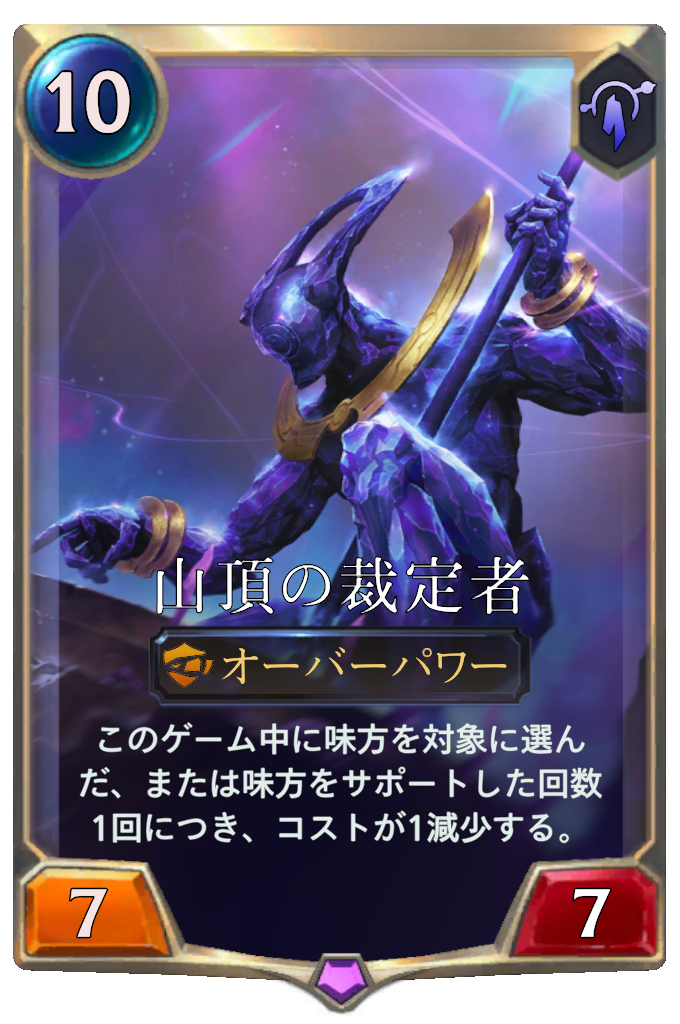 10
山頂の裁定者
オーバーパワー
このゲーム中に味方を対象に選ん
だ、または味方をサポートした回数
1回につき、コストが1減少する。
7
7